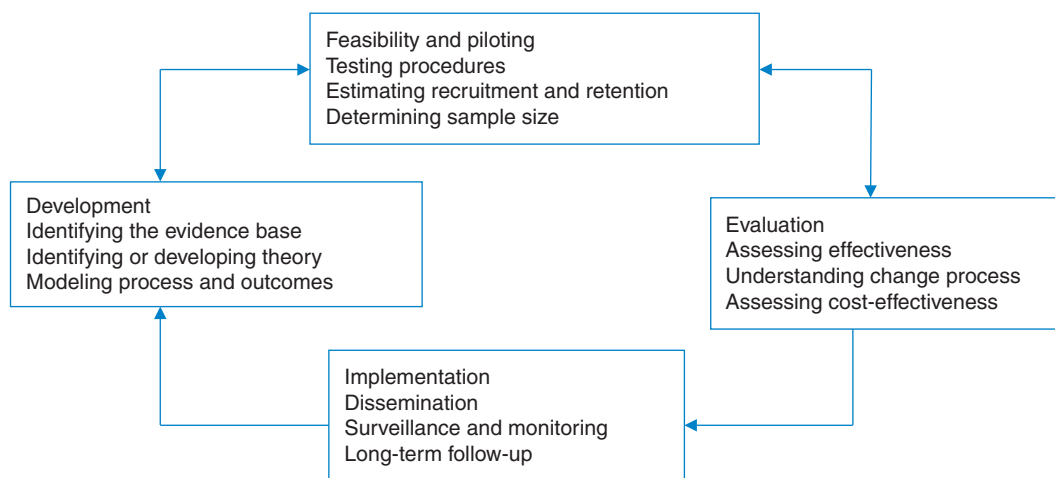 Feasibility and piloting
Testing procedures
Estimating recruitment and retention
Determining sample size
Development
Identifying the evidence base
Identifying or developing theory
Modeling process and outcomes
Evaluation
Assessing effectiveness
Understanding change process
Assessing cost-effectiveness
Implementation
Dissemination
Surveillance and monitoring
Long-term follow-up